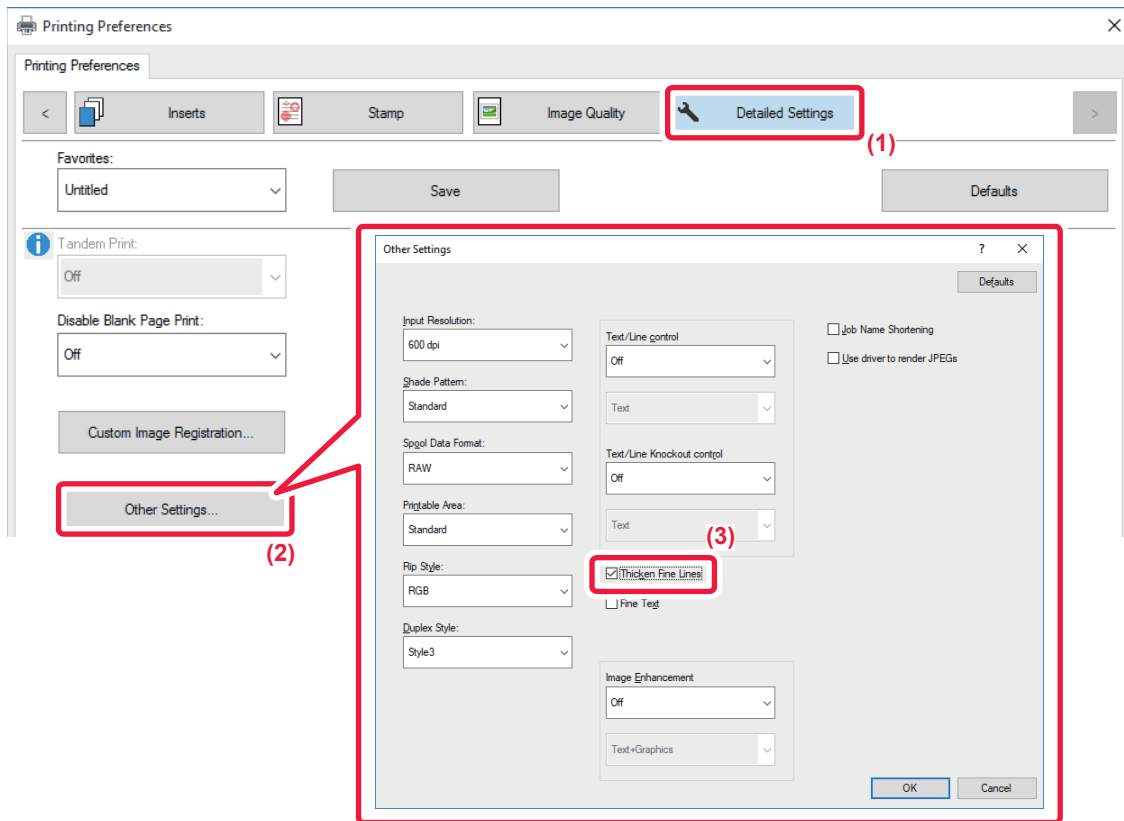 Printing Preferences
Printing Preferences
< Inserts Stamp Image Quality Detailed Settings >
(1)
Favorites:
Untitled Save Defaults
Tandem Print:
Off
Disable Blank Page Print:
Off
Custom Image Registration...
Other Settings...
(2)
Other Settings ?
Defaults
Input Resolution:
600 dpi
Shade Pattern:
Standard
Spool Data Format:
RAW
Printable Area:
Standard
Rip Style:
RGB
Duplex Style:
Style3
Text/Line control
Off
Text
Text/Line Knockout control
Off
Text
(3)
Thicken Fine Lines
Fine Text
Image Enhancement
Off
Text+Graphics
Job Name Shortening
Use driver to render JPEGs
OK Cancel